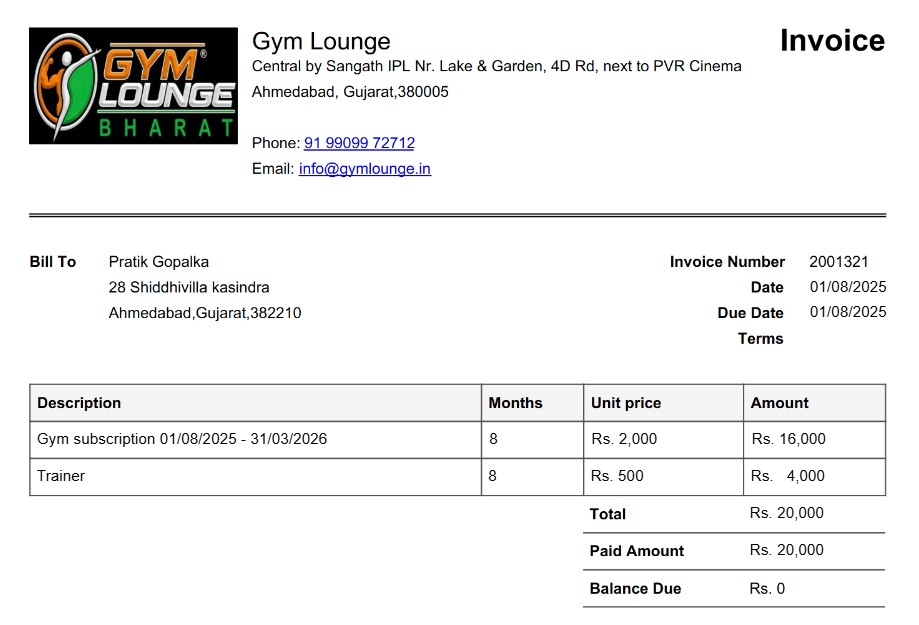 GYM®
LOUNGE
BHARAT
Gym Lounge
Invoice
Central by Sangath IPL Nr. Lake & Garden, 4D Rd, next to PVR Cinema
Ahmedabad, Gujarat,380005
Phone: 91 99099 72712
Email: info@gymlounge.in
Bill To Pratik Gopalka
28 Shiddhivilla kasindra
Ahmedabad,Gujarat,382210
Invoice Number 2001321
Date 01/08/2025
Due Date 01/08/2025
Terms
Description Months Unit price Amount
Gym subscription 01/08/2025 - 31/03/2026 8 Rs. 2,000 Rs. 16,000
Trainer 8 Rs. 500 Rs. 4,000
Total Rs. 20,000
Paid Amount Rs. 20,000
Balance Due Rs. 0